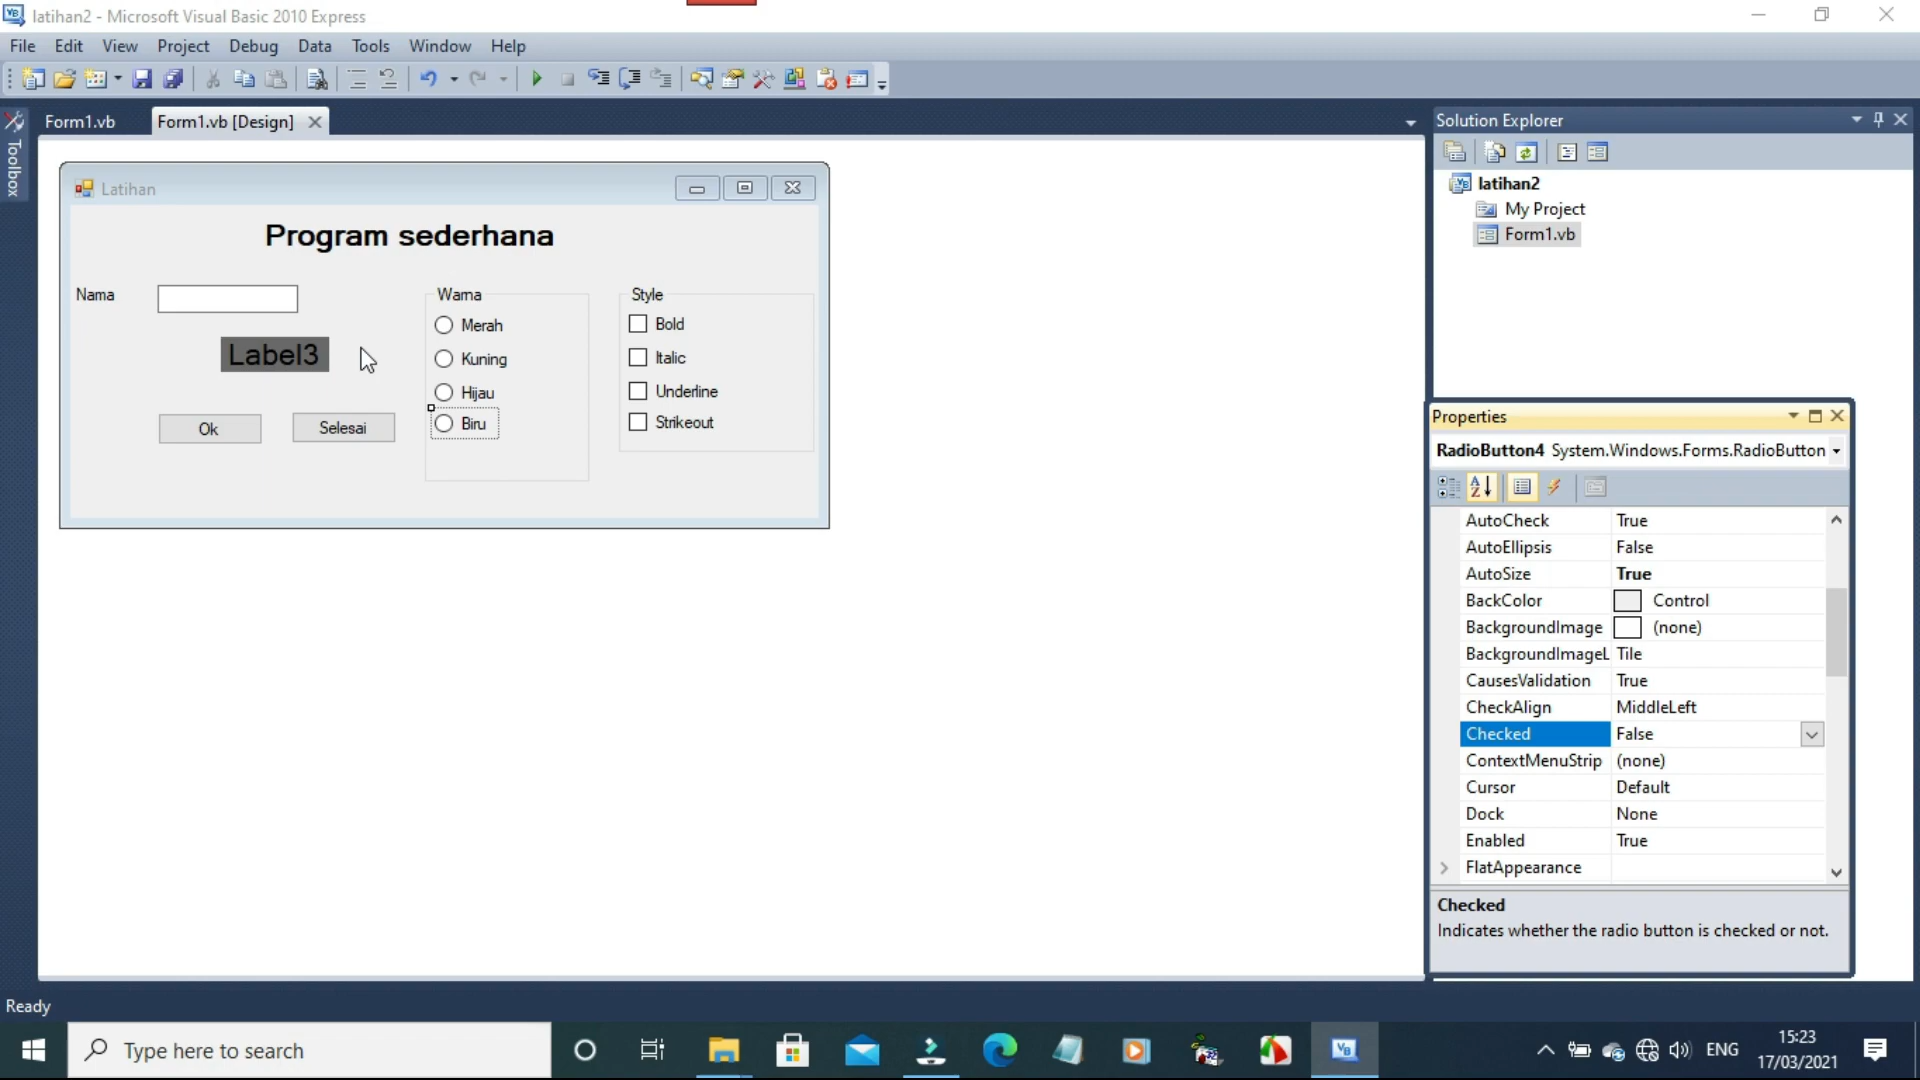 latihan2 - Microsoft Visual Basic 2010 Express
File Edit View Project Debug Data Tools Window Help
Form1.vb Form1.vb [Design]
Toolbox
Latihan
Program sederhana
Nama
Label3
Ok Selesai
Warna
Merah
Kuning
Hijau
Biru
Style
Bold
Italic
Underline
Strikeout
Solution Explorer
latihan2
My Project
Form1.vb
Properties
RadioButton4 System.Windows.Forms.RadioButton
AutoCheck True
AutoEllipsis False
AutoSize True
BackColor Control
BackgroundImage (none)
BackgroundImageL Tile
CausesValidation True
CheckAlign MiddleLeft
Checked False
ContextMenuStrip (none)
Cursor Default
Dock None
Enabled True
FlatAppearance
Checked
Indicates whether the radio button is checked or not.
Ready
Type here to search
ENG
15:23
17/03/2021